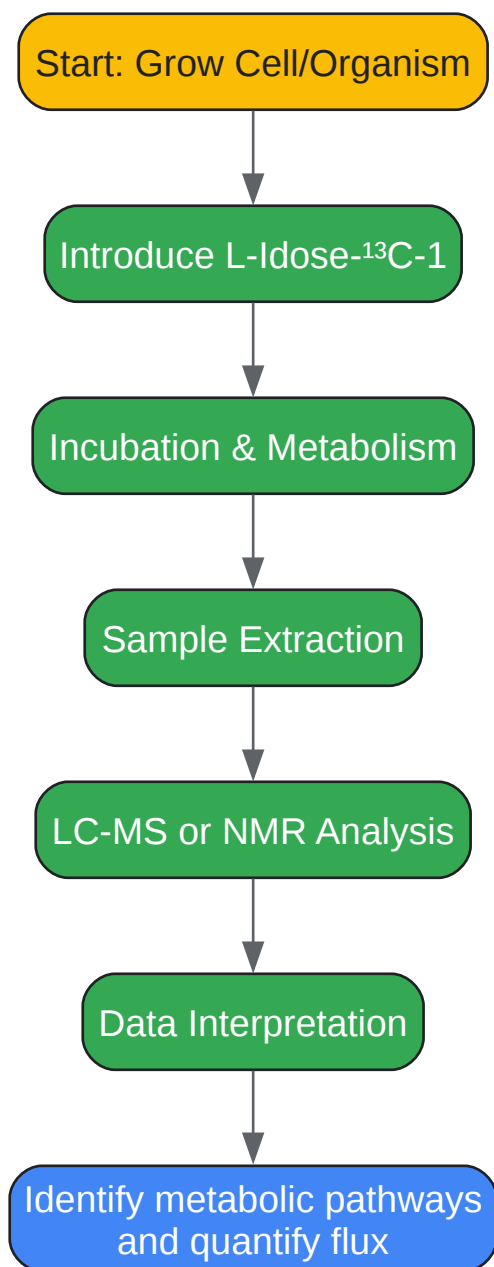 Start: Grow Cell/Organism
Introduce L-Idose-¹³C-1
Incubation & Metabolism
Sample Extraction
LC-MS or NMR Analysis
Data Interpretation
Identify metabolic pathways
and quantify flux